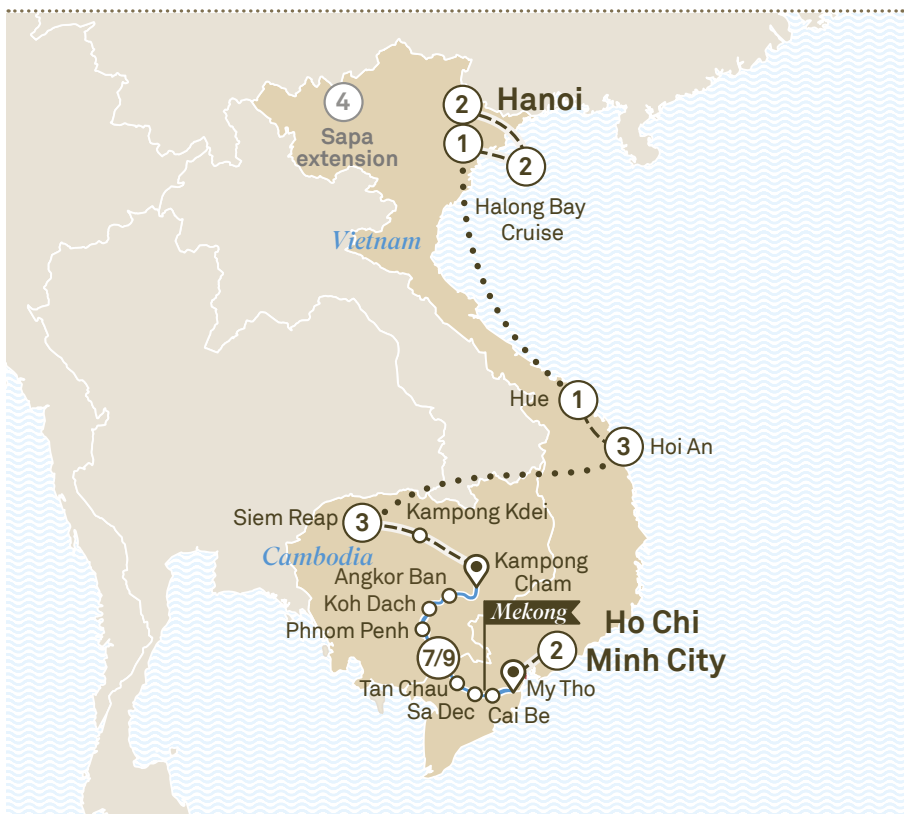 2
Hanoi
4
Sapa
extension
1
2
Halong Bay
Cruise
Vietnam
Hue
1
3
Hoi An
Siem Reap
3
Kampong Kdei
Cambodia
Kampong
Cham
Angkor Ban
Koh Dach
Mekong
Phnom Penh
Ho Chi
Minh City
2
7/9
Tan Chau
My Tho
Sa Dec
Cai Be